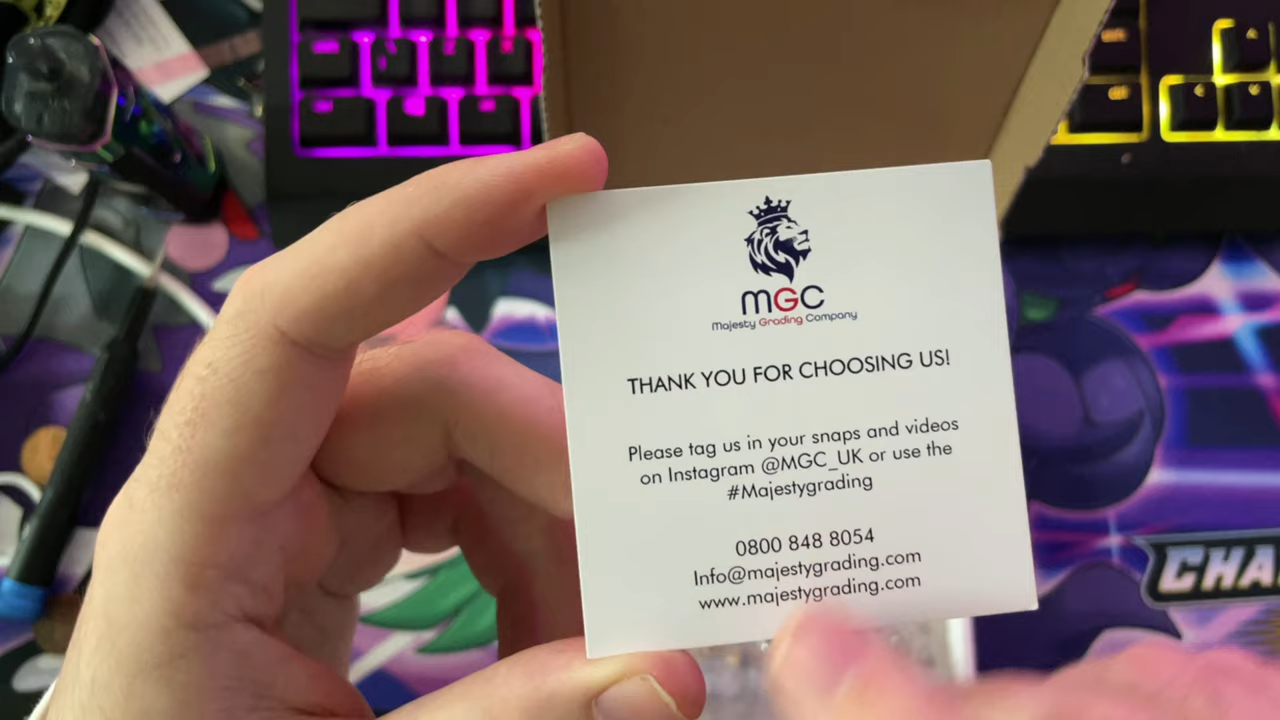 MGC
Majesty Grading Company
THANK YOU FOR CHOOSING US!
Please tag us in your snaps and videos
on Instagram @MGC_UK or use the
#Majestygrading
0800 848 8054
Info@majestygrading.com
www.majestygrading.com
CHA